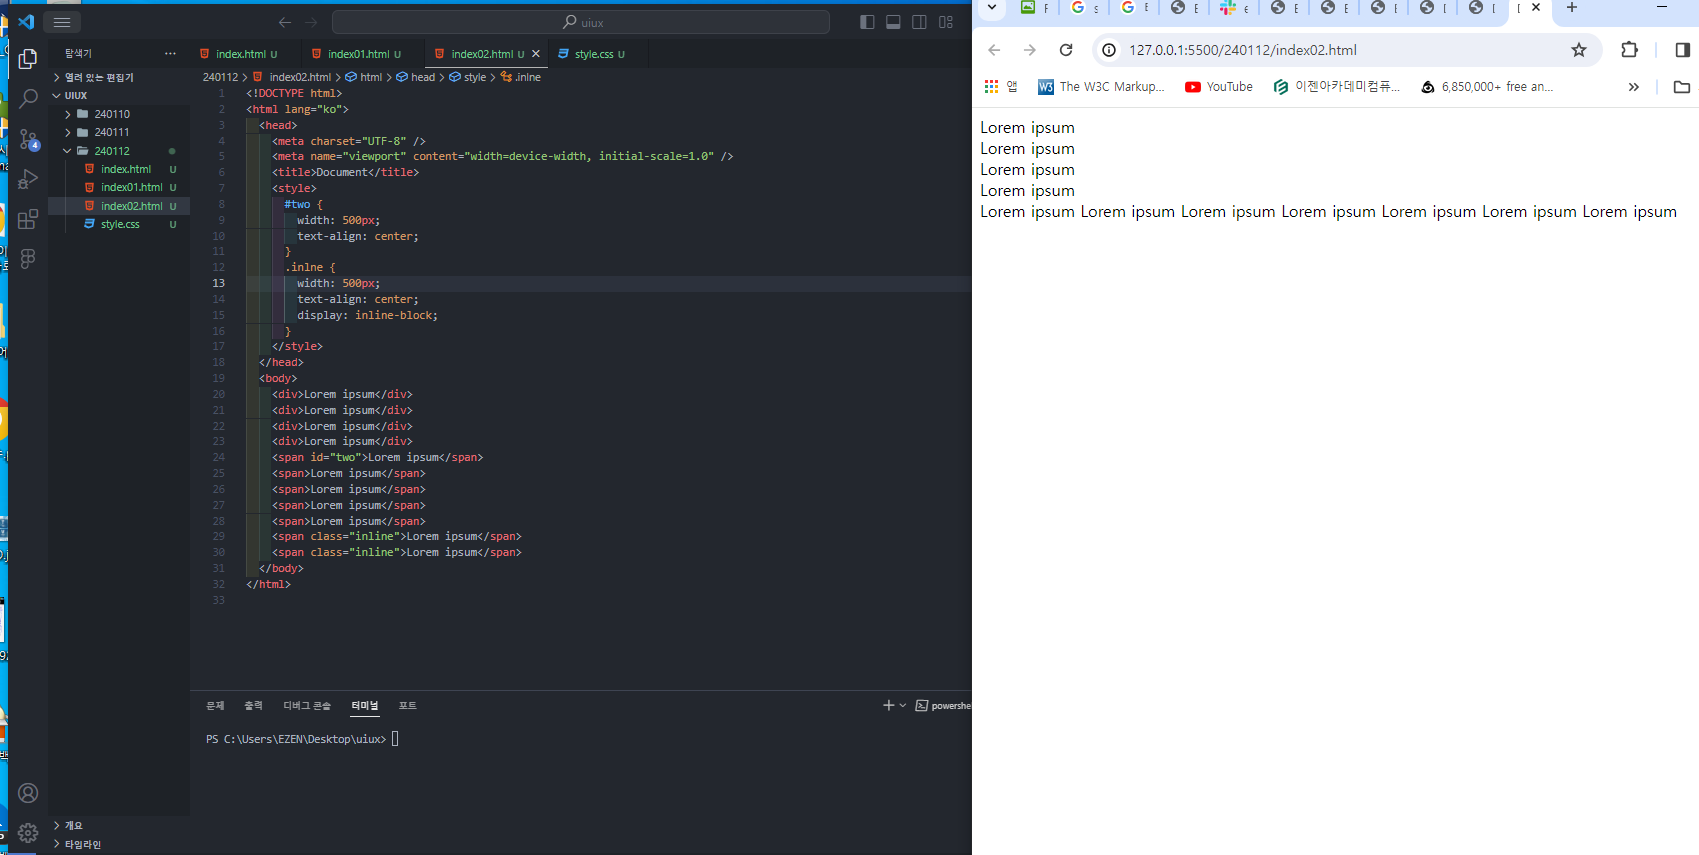 uiux
탐색기 ···
열려 있는 편집기
UIUX
240110
240111
240112
index.html U
index01.html U
index02.html U
style.css U
개요
타임라인
4
index.html U index01.html U index02.html U style.css U
240112 > index02.html > html > head > style > .inlne
1 <!DOCTYPE html>
2 <html lang="ko">
3 <head>
4 <meta charset="UTF-8" />
5 <meta name="viewport" content="width=device-width, initial-scale=1.0" />
6 <title>Document</title>
7 <style>
8 #two {
9 width: 500px;
10 text-align: center;
11 }
12 .inlne {
13 width: 500px;
14 text-align: center;
15 display: inline-block;
16 }
17 </style>
18 </head>
19 <body>
20 <div>Lorem ipsum</div>
21 <div>Lorem ipsum</div>
22 <div>Lorem ipsum</div>
23 <div>Lorem ipsum</div>
24 <span id="two">Lorem ipsum</span>
25 <span>Lorem ipsum</span>
26 <span>Lorem ipsum</span>
27 <span>Lorem ipsum</span>
28 <span>Lorem ipsum</span>
29 <span class="inline">Lorem ipsum</span>
30 <span class="inline">Lorem ipsum</span>
31 </body>
32 </html>
33
문제 출력 디버그 콘솔 터미널 포트
powershe
PS C:\Users\EZEN\Desktop\uiux>
127.0.0.1:5500/240112/index02.html
앱 The W3C Markup... YouTube 이젠아카데미컴퓨... 6,850,000+ free an... »
Lorem ipsum
Lorem ipsum
Lorem ipsum
Lorem ipsum
Lorem ipsum Lorem ipsum Lorem ipsum Lorem ipsum Lorem ipsum Lorem ipsum Lorem ipsum